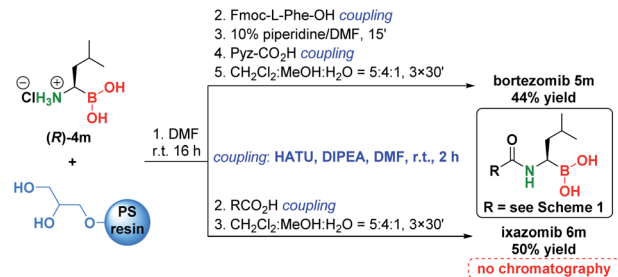 2. Fmoc-L-Phe-OH coupling
3. 10% piperidine/DMF, 15'
4. Pyz-CO₂H coupling
5. CH₂Cl₂:MeOH:H₂O = 5:4:1, 3×30'
bortezomib 5m
44% yield
⊖
ClH₃N
⊕
OH
B
OH
(R)-4m
+
1. DMF
r.t. 16 h
coupling: HATU, DIPEA, DMF, r.t., 2 h
HO
HO
O
PS
resin
O
R
N
H
OH
B
OH
R = see Scheme 1
2. RCO₂H coupling
3. CH₂Cl₂:MeOH:H₂O = 5:4:1, 3×30'
ixazomib 6m
50% yield
no chromatography